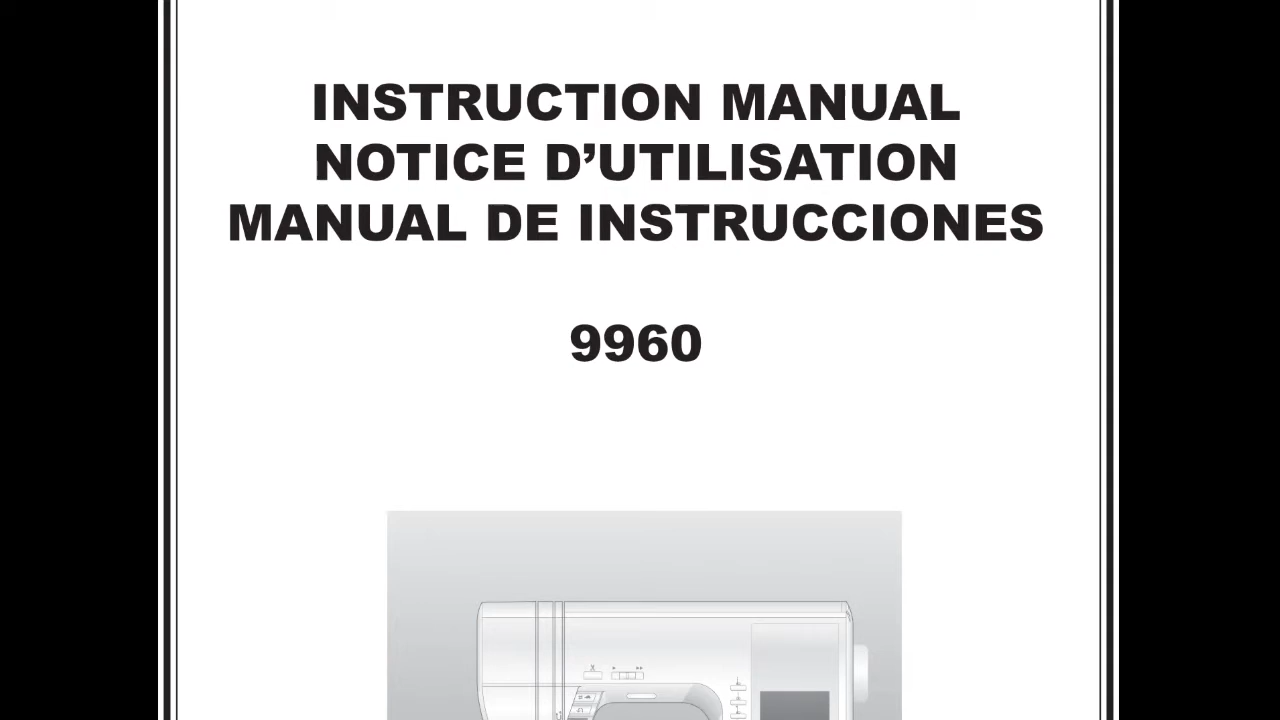 INSTRUCTION MANUAL
NOTICE D’UTILISATION
MANUAL DE INSTRUCCIONES
9960